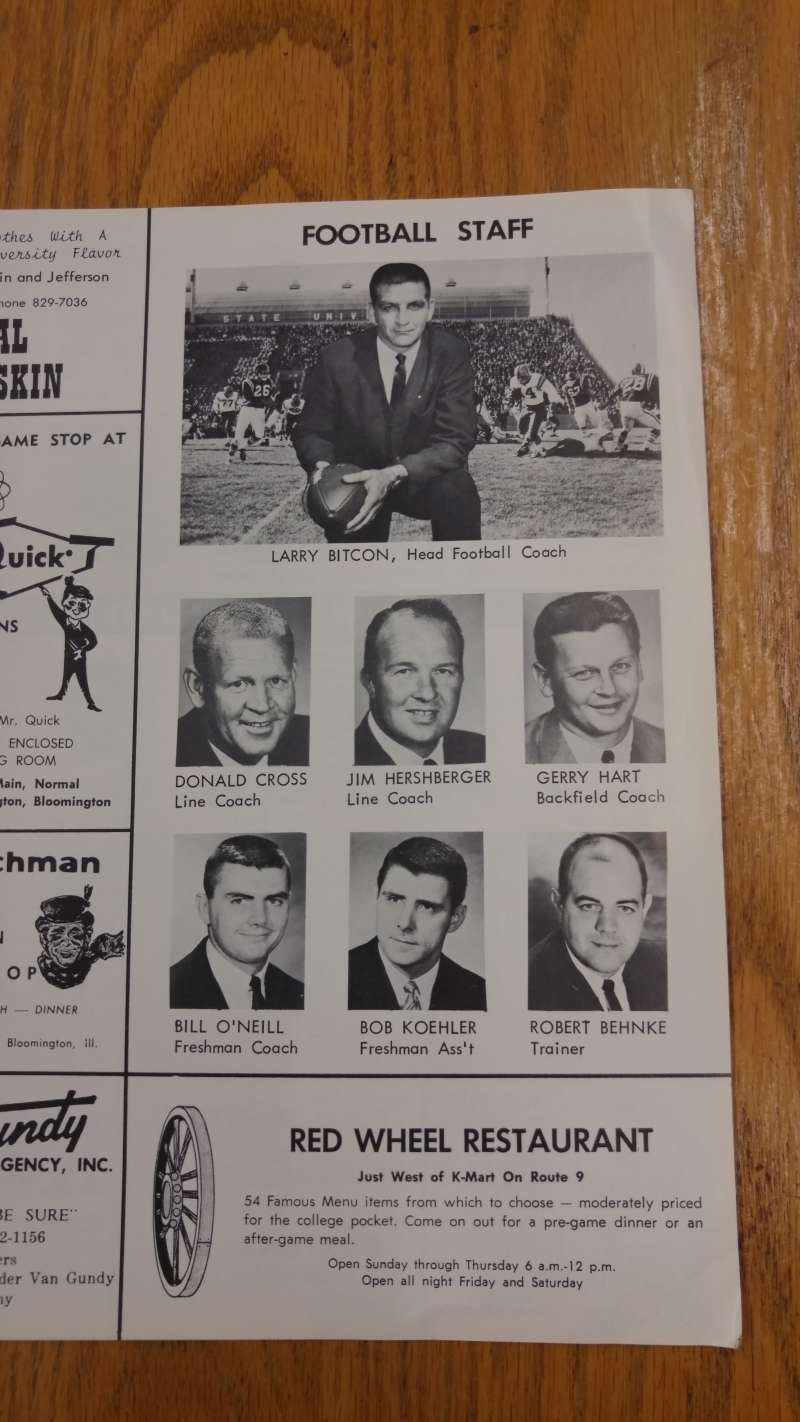 thes With A
versity Flavor
in and Jefferson
hone 829-7036
AL
SKIN
AME STOP AT
Quick
NS
Mr. Quick
ENCLOSED
G ROOM
Main, Normal
gton, Bloomington
chman
N
OP
H — DINNER
Bloomington, Ill.
undy
GENCY, INC.
BE SURE"
2-1156
ers
der Van Gundy
ny
FOOTBALL STAFF
STATE UNIV
77
26
28
LARRY BITCON, Head Football Coach
DONALD CROSS
Line Coach
JIM HERSHBERGER
Line Coach
GERRY HART
Backfield Coach
BILL O'NEILL
Freshman Coach
BOB KOEHLER
Freshman Ass't
ROBERT BEHNKE
Trainer
RED WHEEL RESTAURANT
Just West of K-Mart On Route 9
54 Famous Menu items from which to choose — moderately priced
for the college pocket. Come on out for a pre-game dinner or an
after-game meal.
Open Sunday through Thursday 6 a.m.-12 p.m.
Open all night Friday and Saturday